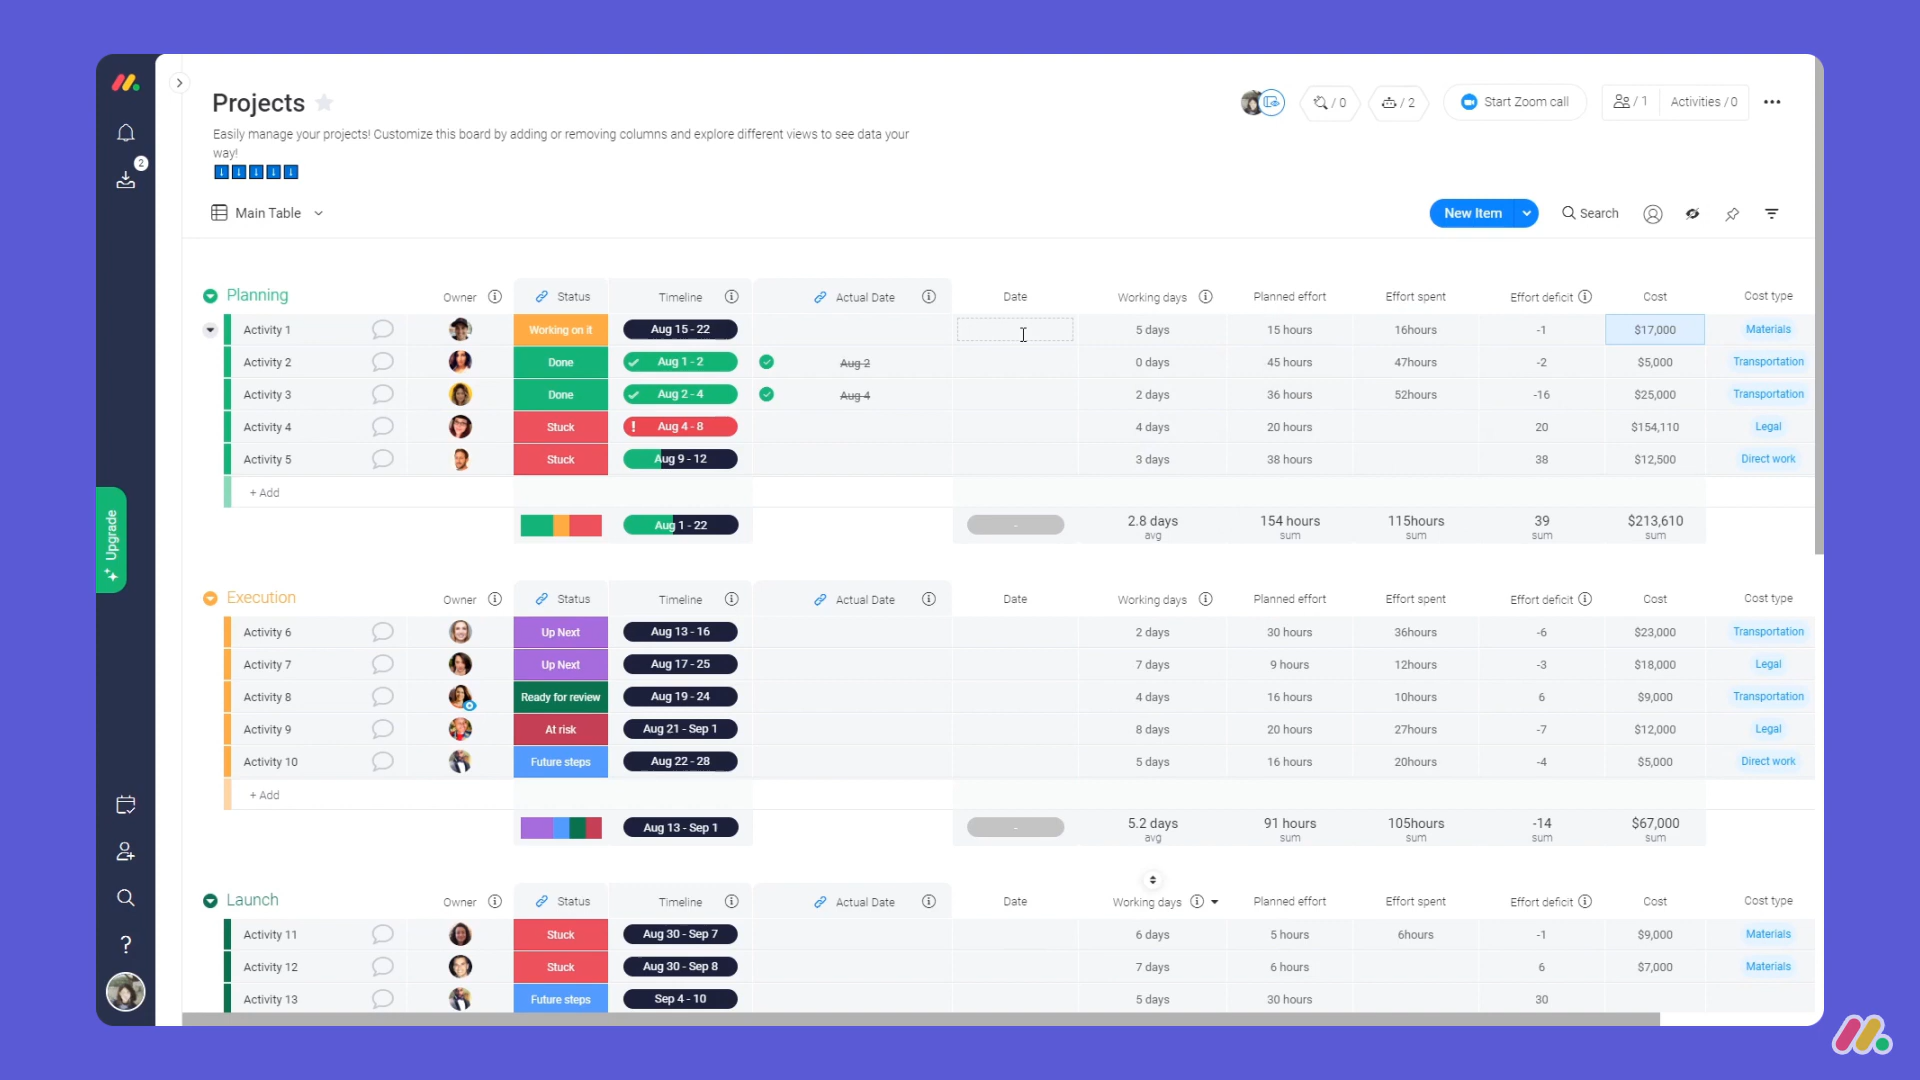 Projects
/ 0
/ 2
Start Zoom call
/ 1
Activities / 0
Easily manage your projects! Customize this board by adding or removing columns and explore different views to see data your
way!
2
Main Table
New Item
Search
Planning Owner Status Timeline Actual Date Date Working days Planned effort Effort spent Effort deficit Cost Cost type
Activity 1 Working on it Aug 15 - 22 5 days 15 hours 16hours -1 $17,000 Materials
Activity 2 Done Aug 1 - 2 Aug 2 0 days 45 hours 47hours -2 $5,000 Transportation
Activity 3 Done Aug 2 - 4 Aug 4 2 days 36 hours 52hours -16 $25,000 Transportation
Activity 4 Stuck ! Aug 4 - 8 4 days 20 hours 20 $154,110 Legal
Activity 5 Stuck Aug 9 - 12 3 days 38 hours 38 $12,500 Direct work
+ Add
Aug 1 - 22 - 2.8 days 154 hours 115hours 39 $213,610
avg sum sum sum sum
Upgrade
Execution Owner Status Timeline Actual Date Date Working days Planned effort Effort spent Effort deficit Cost Cost type
Activity 6 Up Next Aug 13 - 16 2 days 30 hours 36hours -6 $23,000 Transportation
Activity 7 Up Next Aug 17 - 25 7 days 9 hours 12hours -3 $18,000 Legal
Activity 8 Ready for review Aug 19 - 24 4 days 16 hours 10hours 6 $9,000 Transportation
Activity 9 At risk Aug 21 - Sep 1 8 days 20 hours 27hours -7 $12,000 Legal
Activity 10 Future steps Aug 22 - 28 5 days 16 hours 20hours -4 $5,000 Direct work
+ Add
Aug 13 - Sep 1 - 5.2 days 91 hours 105hours -14 $67,000
avg sum sum sum sum
Launch Owner Status Timeline Actual Date Date Working days Planned effort Effort spent Effort deficit Cost Cost type
Activity 11 Stuck Aug 30 - Sep 7 6 days 5 hours 6hours -1 $9,000 Materials
Activity 12 Stuck Aug 30 - Sep 8 7 days 6 hours 6 $7,000 Materials
Activity 13 Future steps Sep 4 - 10 5 days 30 hours 30